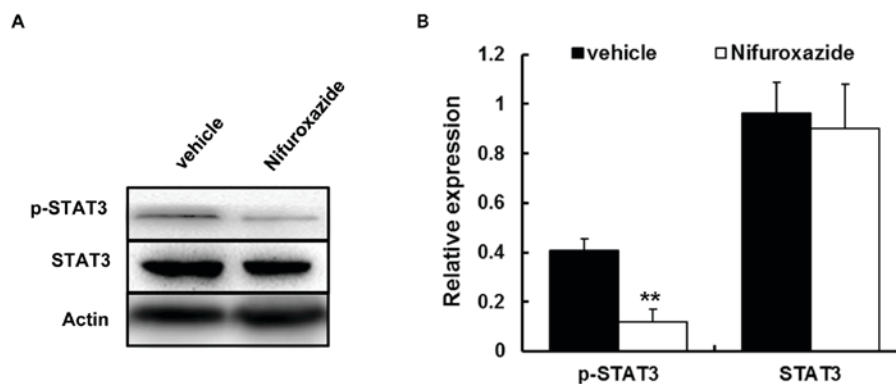 A
vehicle
Nifuroxazide
p-STAT3
STAT3
Actin
B
vehicle Nifuroxazide
Relative expression
1.2
1
0.8
0.6
0.4
0.2
0
**
p-STAT3 STAT3